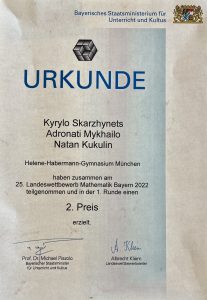 Bayerisches Staatsministerium für
Unterricht und Kultus
URKUNDE
Kyrylo Skarzhynets
Adronati Mykhailo
Natan Kukulin
Helene-Habermann-Gymnasium München
haben zusammen am
25. Landeswettbewerb Mathematik Bayern 2022
teilgenommen und in der 1. Runde einen
2. Preis
erzielt.
Prof. Dr. Michael Piazolo
Bayerischer Staatsminister
für Unterricht und Kultus
Albrecht Kliem
Landeswettbewerbsleiter